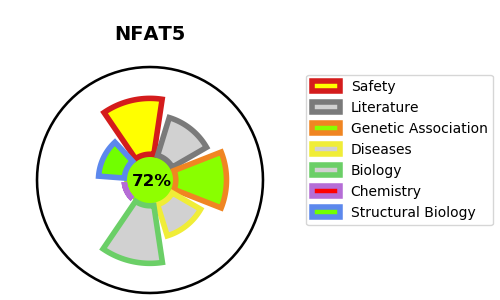 NFAT5
72%
Safety
Literature
Genetic Association
Diseases
Biology
Chemistry
Structural Biology